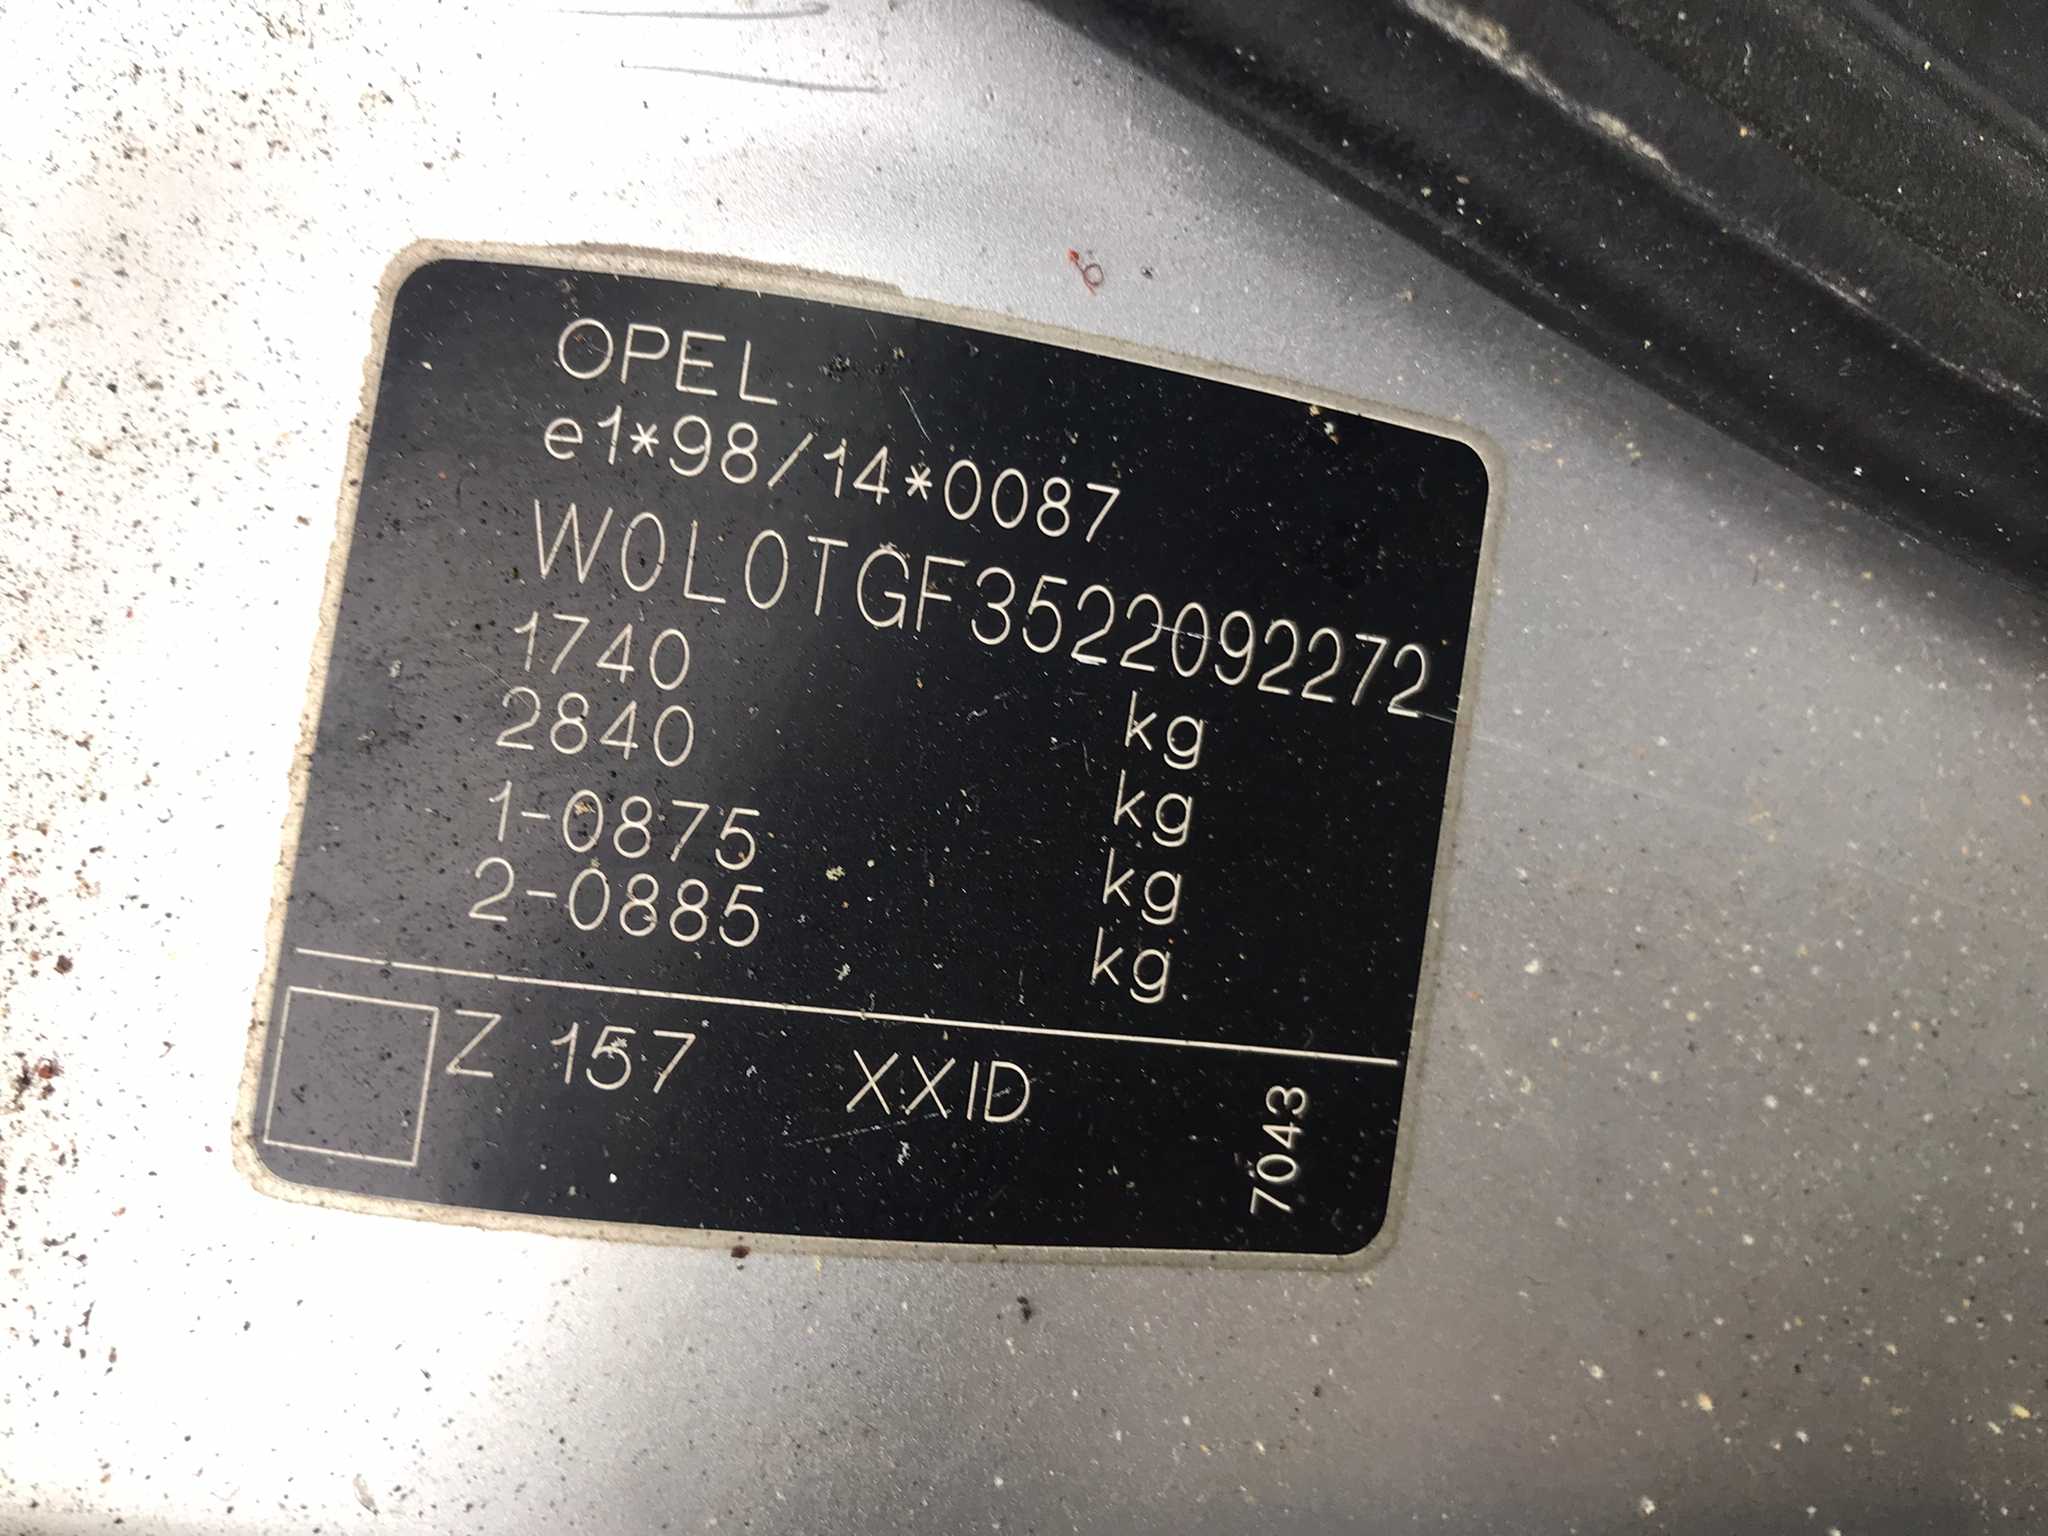 OPEL
e1*98/14*0087
W0L0TGF3522092272
1740 kg
2840 kg
1-0875 kg
2-0885 kg
Z 157 XXID
7043